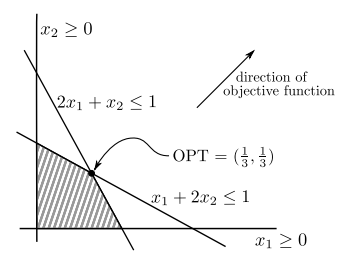 x₂ ≥ 0
direction of
objective function
2x₁ + x₂ ≤ 1
OPT = (1/3, 1/3)
x₁ + 2x₂ ≤ 1
x₁ ≥ 0